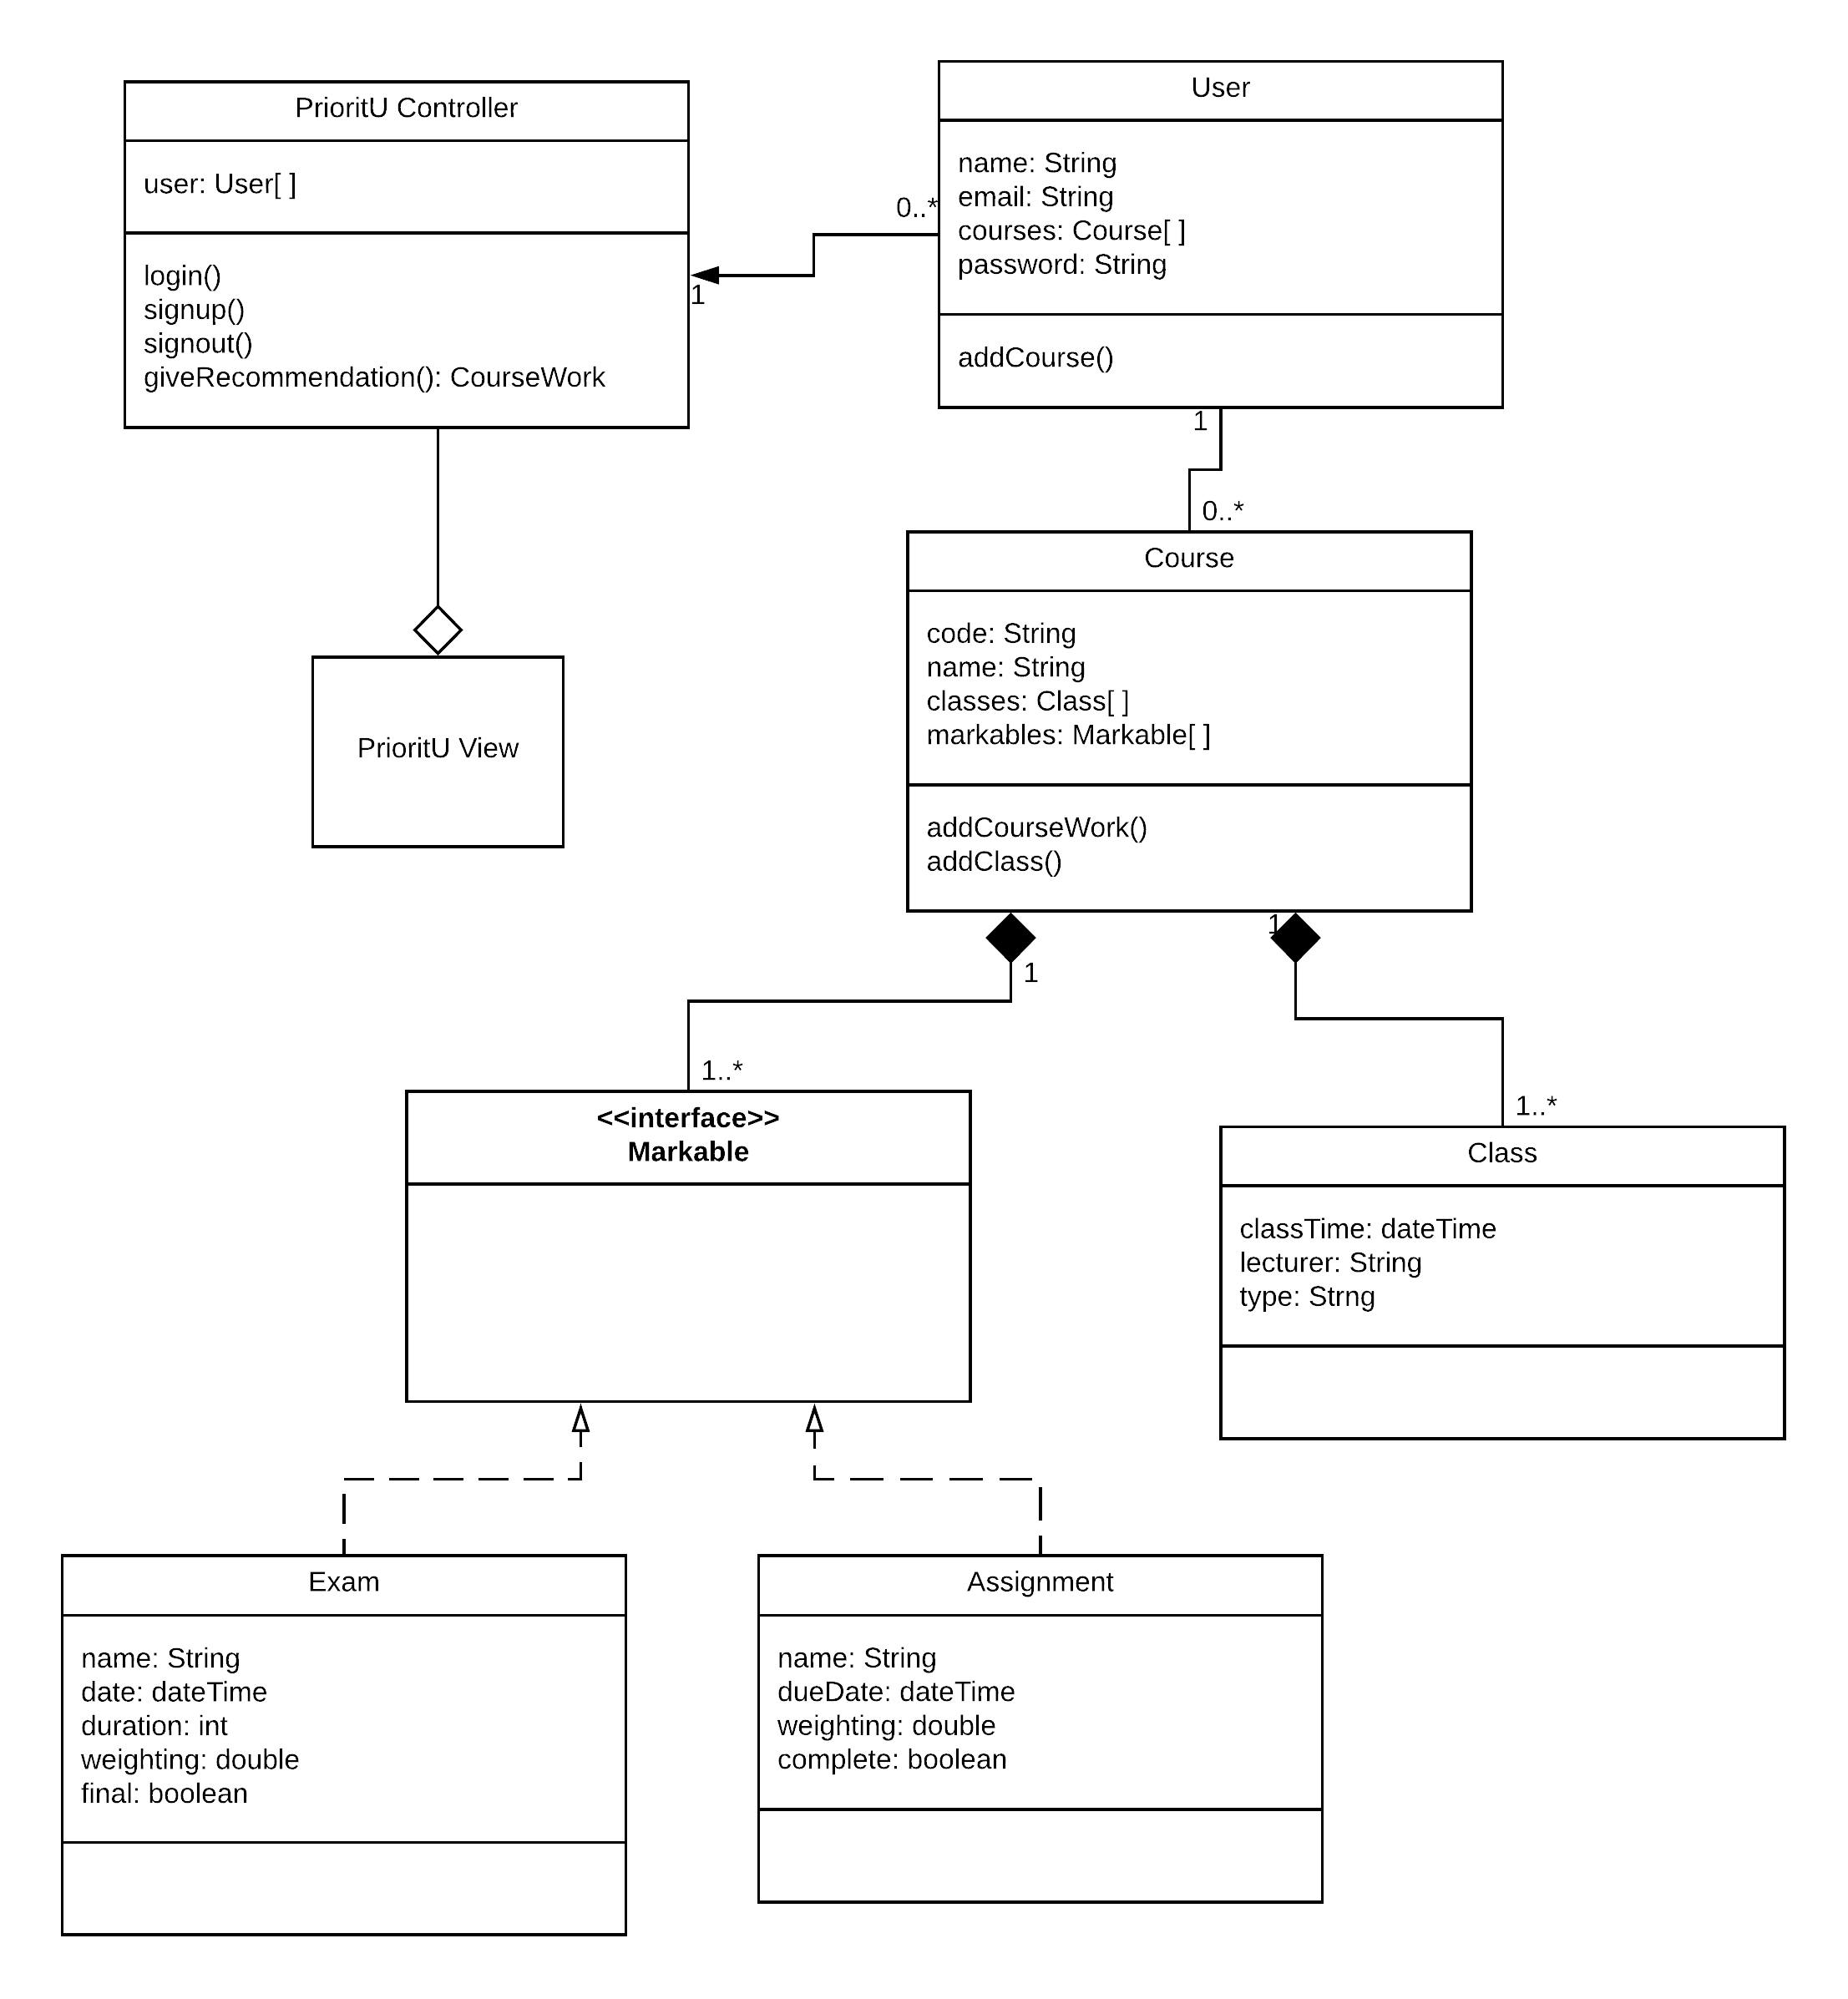 PrioritU Controller
user: User[ ]
login()
signup()
signout()
giveRecommendation(): CourseWork
User
name: String
email: String
courses: Course[ ]
password: String
addCourse()
0..*
1
1
0..*
PrioritU View
Course
code: String
name: String
classes: Class[ ]
markables: Markable[ ]
addCourseWork()
addClass()
1
1
1..*
1..*
<<interface>>
Markable
Class
classTime: dateTime
lecturer: String
type: Strng
Exam
name: String
date: dateTime
duration: int
weighting: double
final: boolean
Assignment
name: String
dueDate: dateTime
weighting: double
complete: boolean